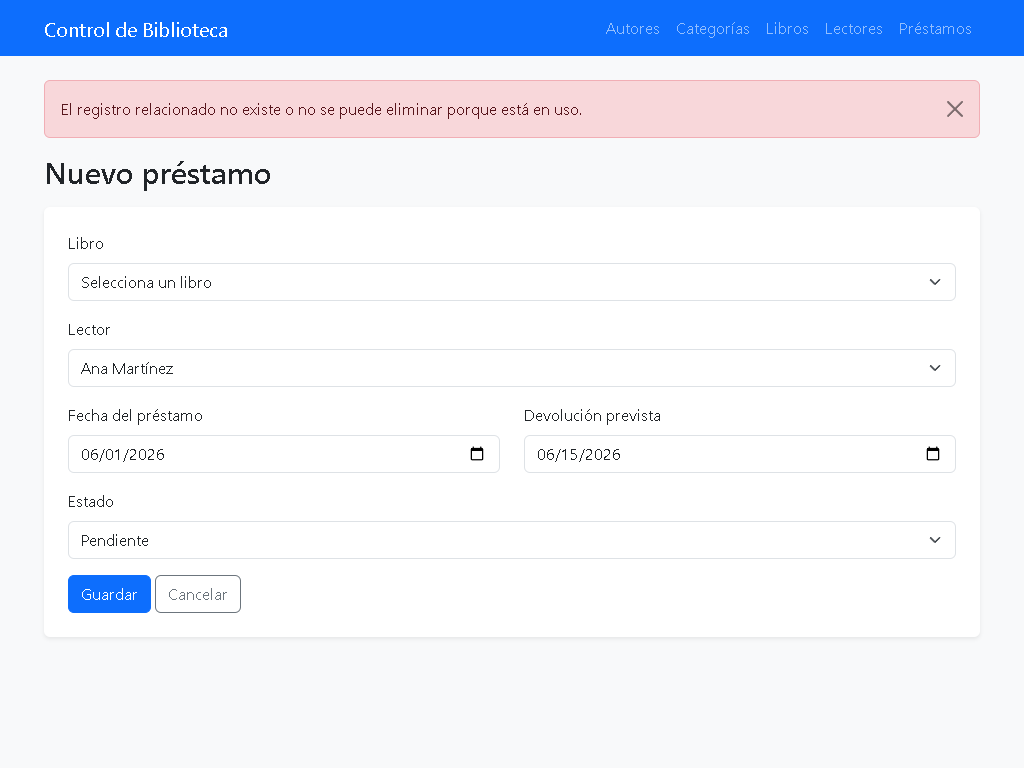 Control de Biblioteca
Autores Categorías Libros Lectores Préstamos
El registro relacionado no existe o no se puede eliminar porque está en uso.
Nuevo préstamo
Libro
Selecciona un libro
Lector
Ana Martínez
Fecha del préstamo Devolución prevista
06/01/2026 06/15/2026
Estado
Pendiente
Guardar Cancelar